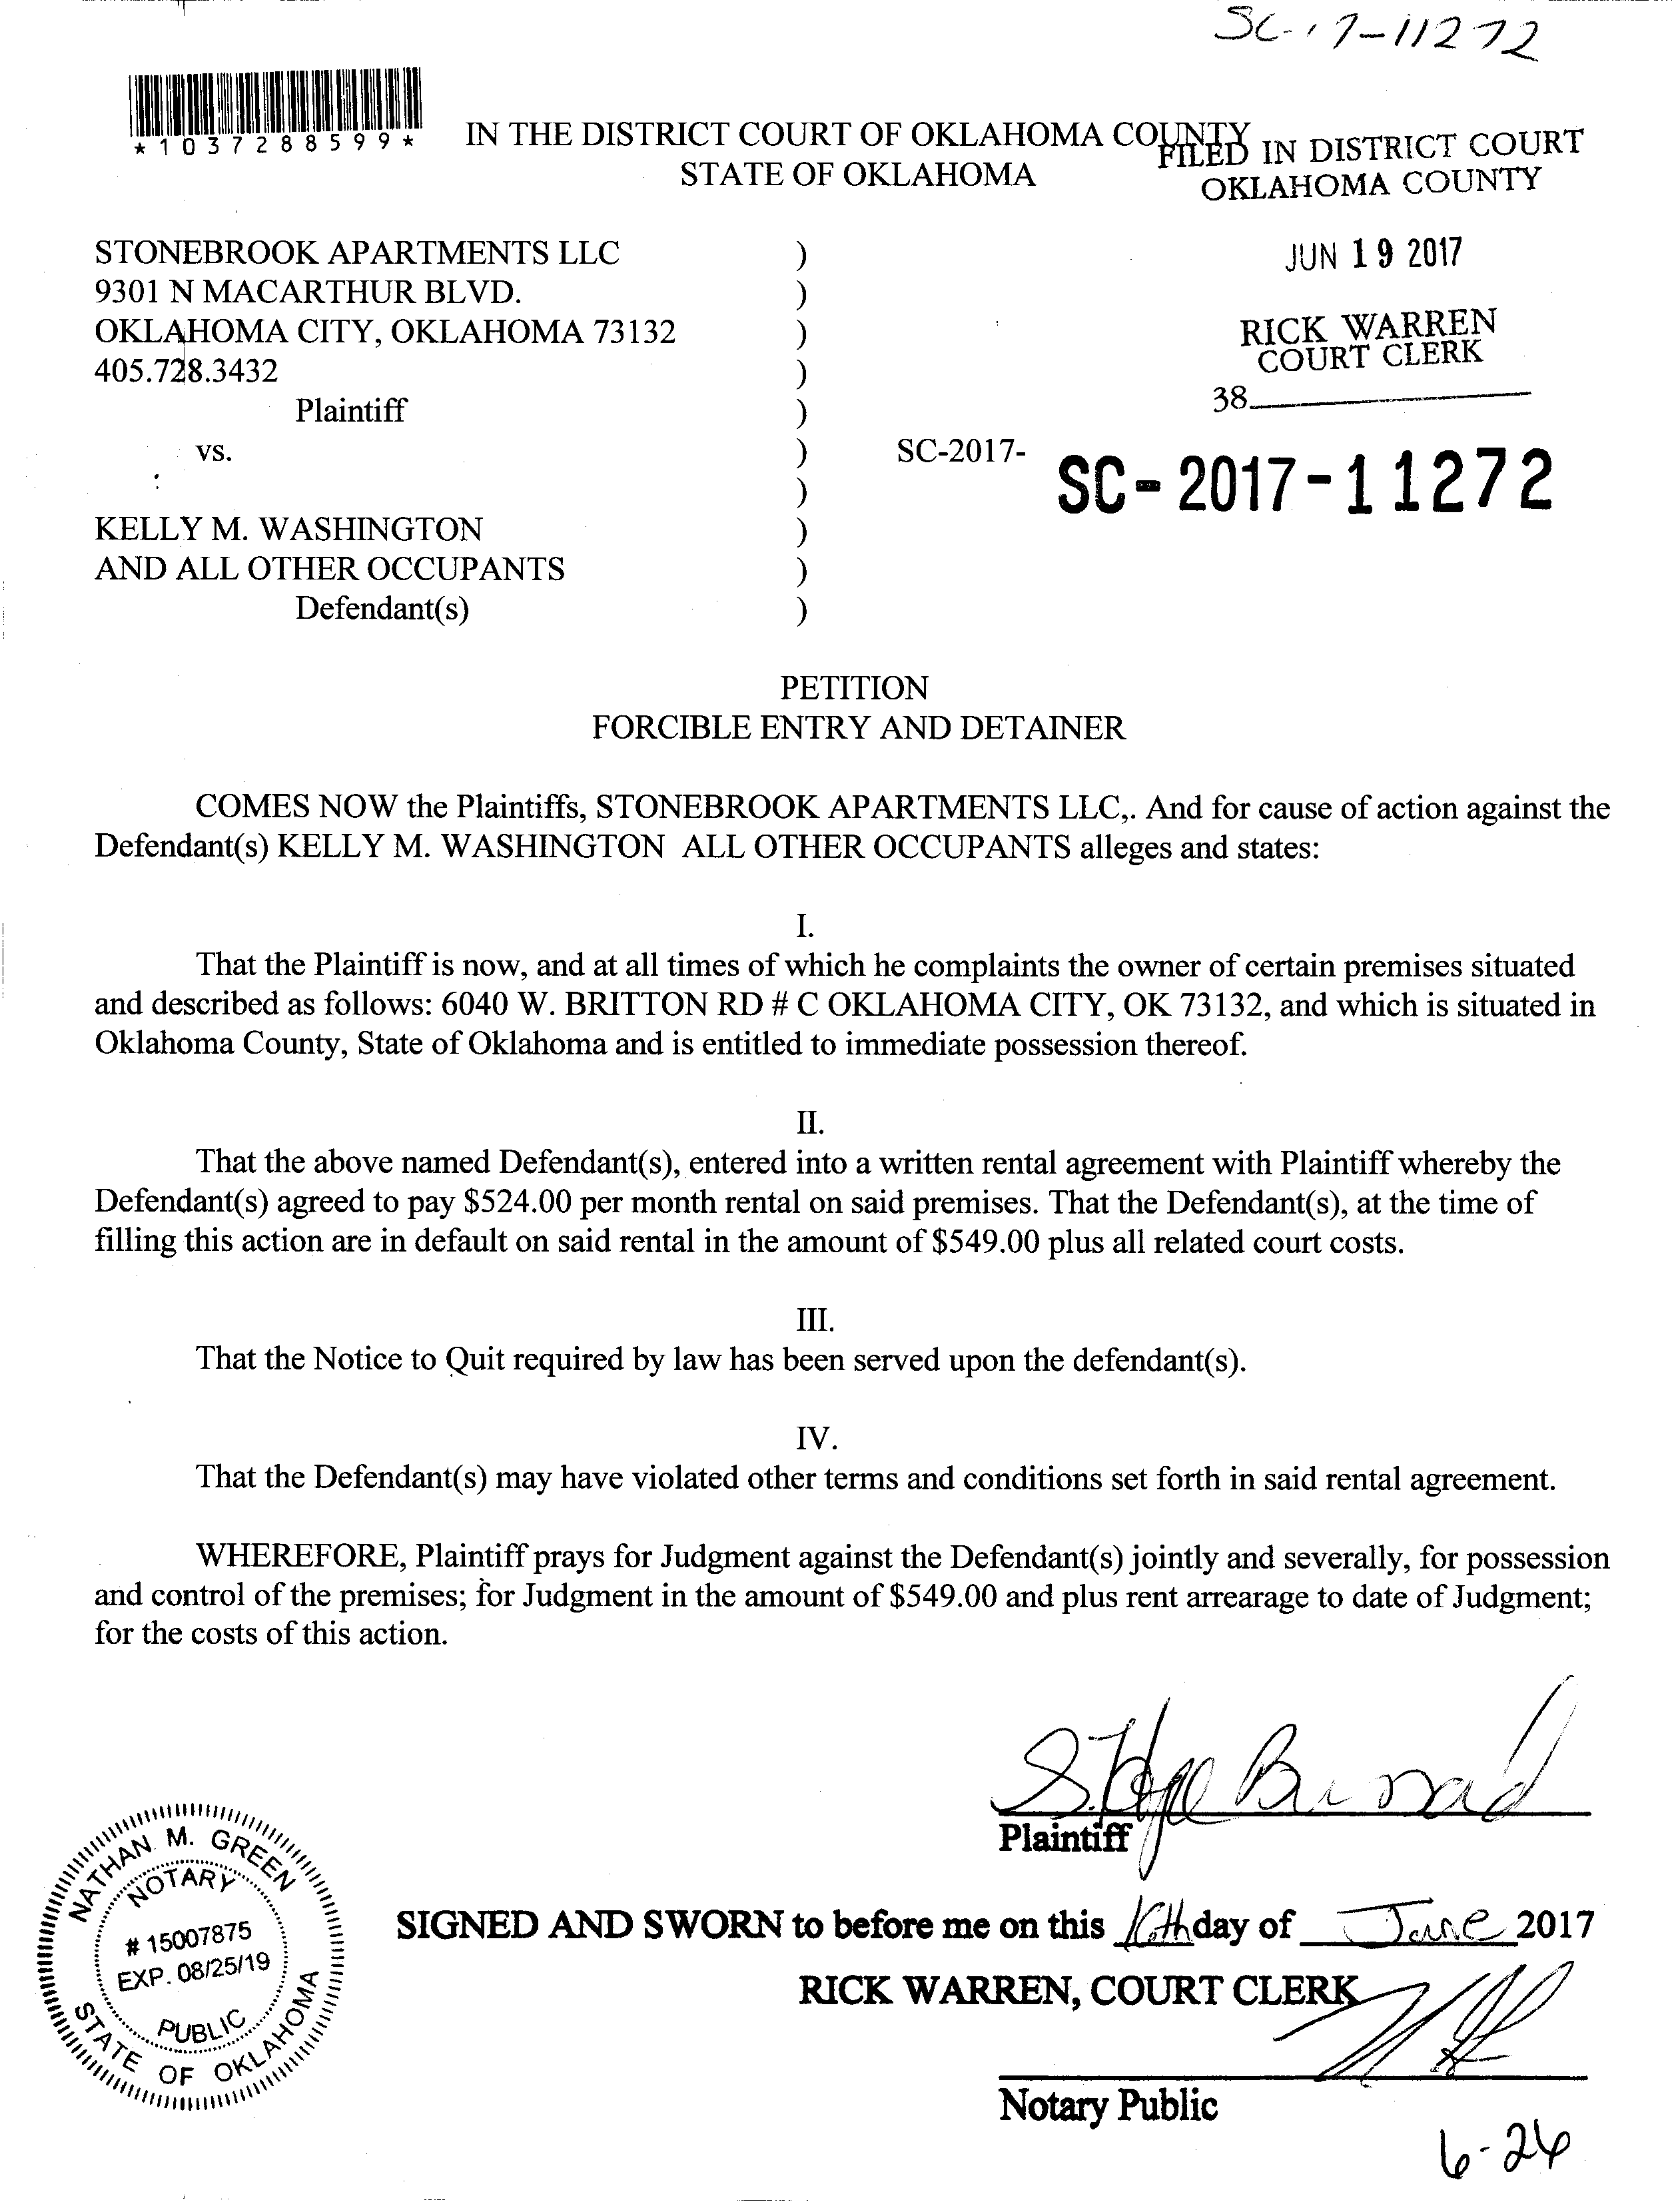 SC-17-11272
*1037288599*
IN THE DISTRICT COURT OF OKLAHOMA COUNTY
STATE OF OKLAHOMA
FILED IN DISTRICT COURT
OKLAHOMA COUNTY
JUN 19 2017
RICK WARREN
COURT CLERK
38
STONEBROOK APARTMENTS LLC )
9301 N MACARTHUR BLVD. )
OKLAHOMA CITY, OKLAHOMA 73132 )
405.728.3432 )
Plaintiff )
vs. ) SC-2017- SC-2017-11272
)
KELLY M. WASHINGTON )
AND ALL OTHER OCCUPANTS )
Defendant(s) )
PETITION
FORCIBLE ENTRY AND DETAINER
COMES NOW the Plaintiffs, STONEBROOK APARTMENTS LLC,. And for cause of action against the
Defendant(s) KELLY M. WASHINGTON ALL OTHER OCCUPANTS alleges and states:
I.
That the Plaintiff is now, and at all times of which he complaints the owner of certain premises situated
and described as follows: 6040 W. BRITTON RD # C OKLAHOMA CITY, OK 73132, and which is situated in
Oklahoma County, State of Oklahoma and is entitled to immediate possession thereof.
II.
That the above named Defendant(s), entered into a written rental agreement with Plaintiff whereby the
Defendant(s) agreed to pay $524.00 per month rental on said premises. That the Defendant(s), at the time of
filling this action are in default on said rental in the amount of $549.00 plus all related court costs.
III.
That the Notice to Quit required by law has been served upon the defendant(s).
IV.
That the Defendant(s) may have violated other terms and conditions set forth in said rental agreement.
WHEREFORE, Plaintiff prays for Judgment against the Defendant(s) jointly and severally, for possession
and control of the premises; for Judgment in the amount of $549.00 and plus rent arrearage to date of Judgment;
for the costs of this action.
Plaintiff
NATHAN M. GREEN
NOTARY
# 15007875
EXP. 08/25/19
PUBLIC
STATE OF OKLAHOMA
SIGNED AND SWORN to before me on this 16th day of June 2017
RICK WARREN, COURT CLERK
Notary Public
6-26